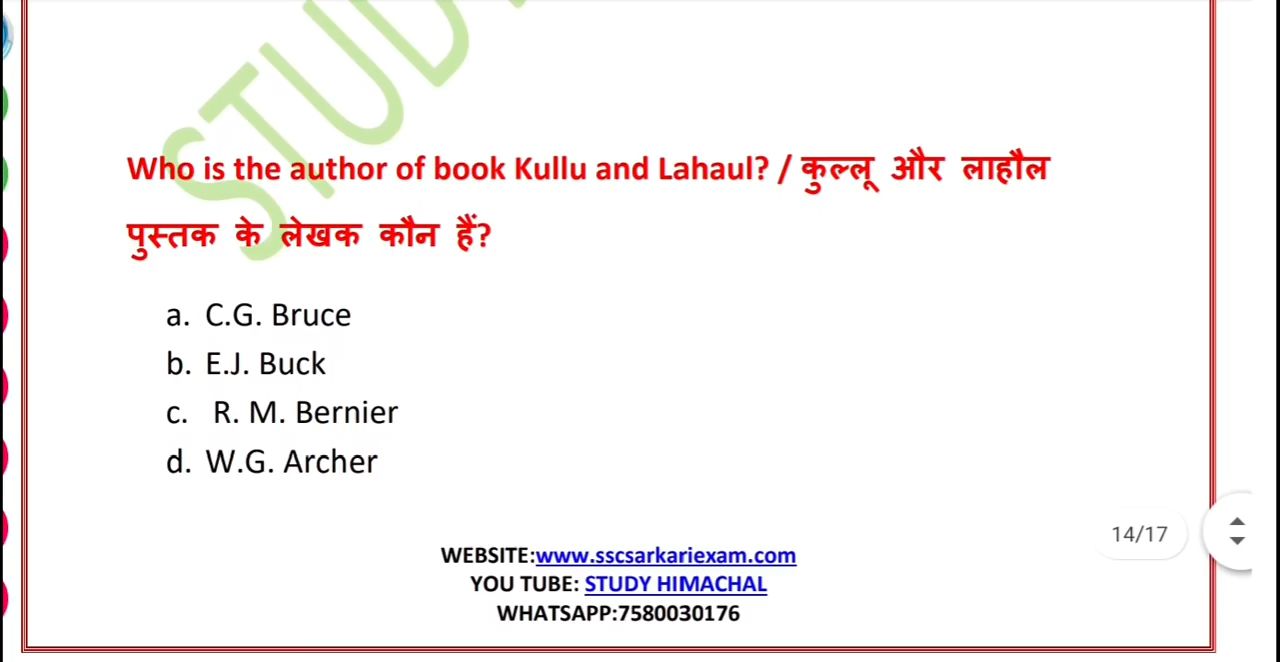 STUDY
Who is the author of book Kullu and Lahaul? / कुल्लू और लाहौल
पुस्तक के लेखक कौन हैं?
a. C.G. Bruce
b. E.J. Buck
c. R. M. Bernier
d. W.G. Archer
14/17
WEBSITE:www.sscsarkariexam.com
YOU TUBE: STUDY HIMACHAL
WHATSAPP:7580030176